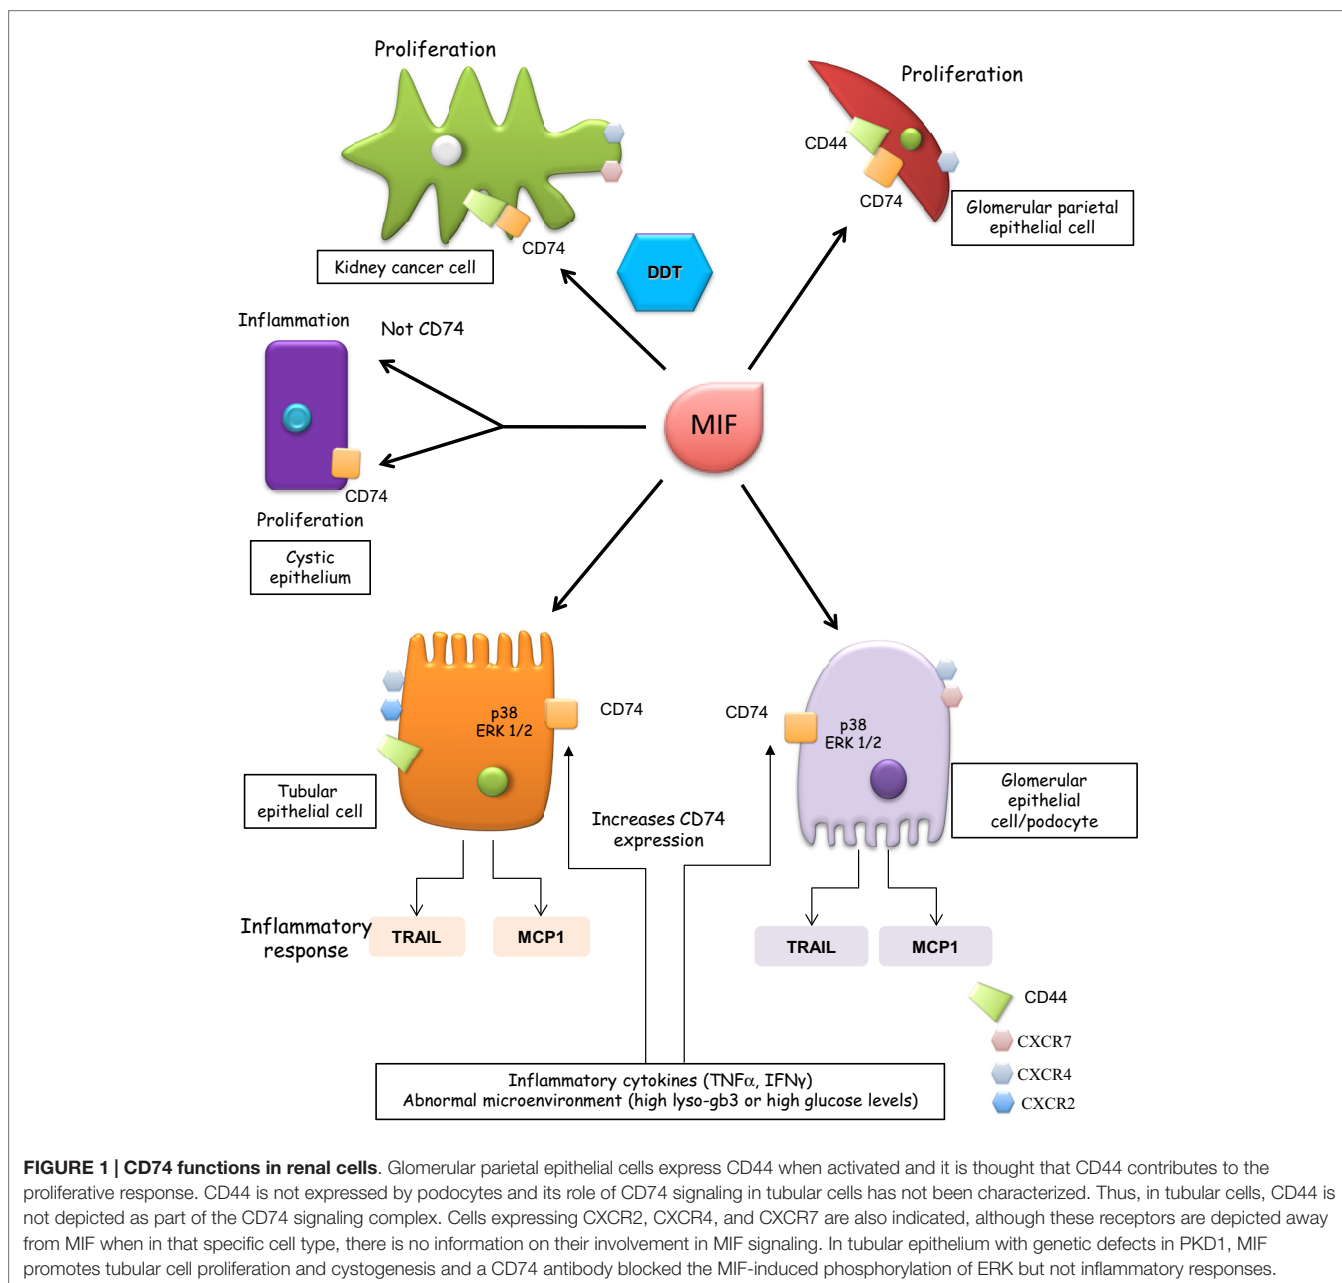 Proliferation
Proliferation
CD44
CD74
Glomerular parietal
epithelial cell
CD74
Kidney cancer cell
DDT
Inflammation
Not CD74
MIF
CD74
Proliferation
Cystic
epithelium
p38
ERK 1/2
CD74
CD74
p38
ERK 1/2
Tubular
epithelial cell
Glomerular
epithelial
cell/podocyte
Increases CD74
expression
Inflammatory
response
TRAIL
MCP1
TRAIL
MCP1
CD44
CXCR7
CXCR4
CXCR2
Inflammatory cytokines (TNFα, IFNγ)
Abnormal microenvironment (high lyso-gb3 or high glucose levels)
FIGURE 1 | CD74 functions in renal cells. Glomerular parietal epithelial cells express CD44 when activated and it is thought that CD44 contributes to the
proliferative response. CD44 is not expressed by podocytes and its role of CD74 signaling in tubular cells has not been characterized. Thus, in tubular cells, CD44 is
not depicted as part of the CD74 signaling complex. Cells expressing CXCR2, CXCR4, and CXCR7 are also indicated, although these receptors are depicted away
from MIF when in that specific cell type, there is no information on their involvement in MIF signaling. In tubular epithelium with genetic defects in PKD1, MIF
promotes tubular cell proliferation and cystogenesis and a CD74 antibody blocked the MIF-induced phosphorylation of ERK but not inflammatory responses.